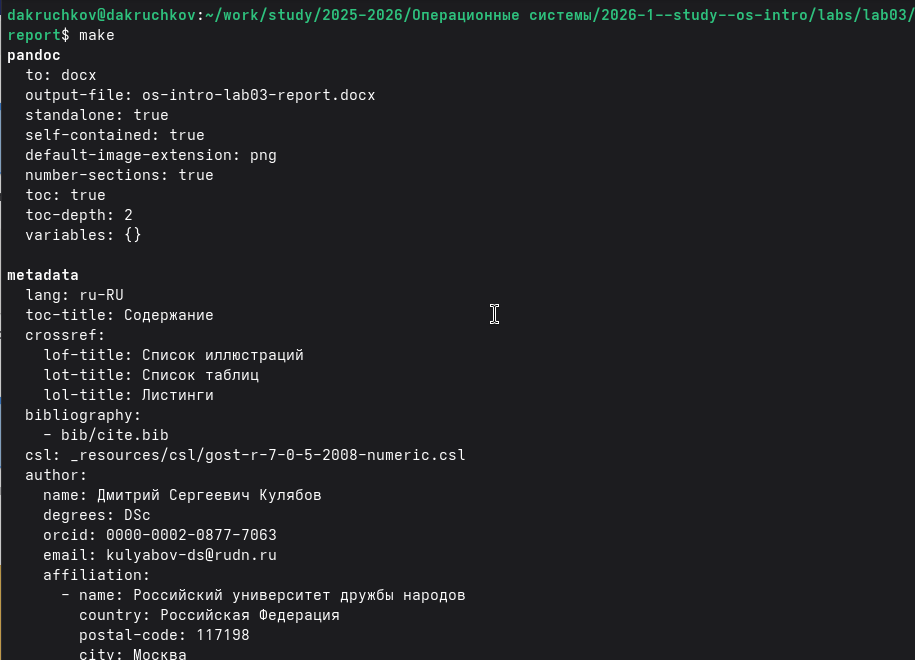 dakruchkov@dakruchkov:~/work/study/2025-2026/Операционные системы/2026-1--study--os-intro/labs/lab03/
report$ make
pandoc
  to: docx
  output-file: os-intro-lab03-report.docx
  standalone: true
  self-contained: true
  default-image-extension: png
  number-sections: true
  toc: true
  toc-depth: 2
  variables: {}

metadata
  lang: ru-RU
  toc-title: Содержание
  crossref:
    lof-title: Список иллюстраций
    lot-title: Список таблиц
    lol-title: Листинги
  bibliography:
    - bib/cite.bib
  csl: _resources/csl/gost-r-7-0-5-2008-numeric.csl
  author:
    name: Дмитрий Сергеевич Кулябов
    degrees: DSc
    orcid: 0000-0002-0877-7063
    email: kulyabov-ds@rudn.ru
    affiliation:
      - name: Российский университет дружбы народов
        country: Российская Федерация
        postal-code: 117198
        city: Москва